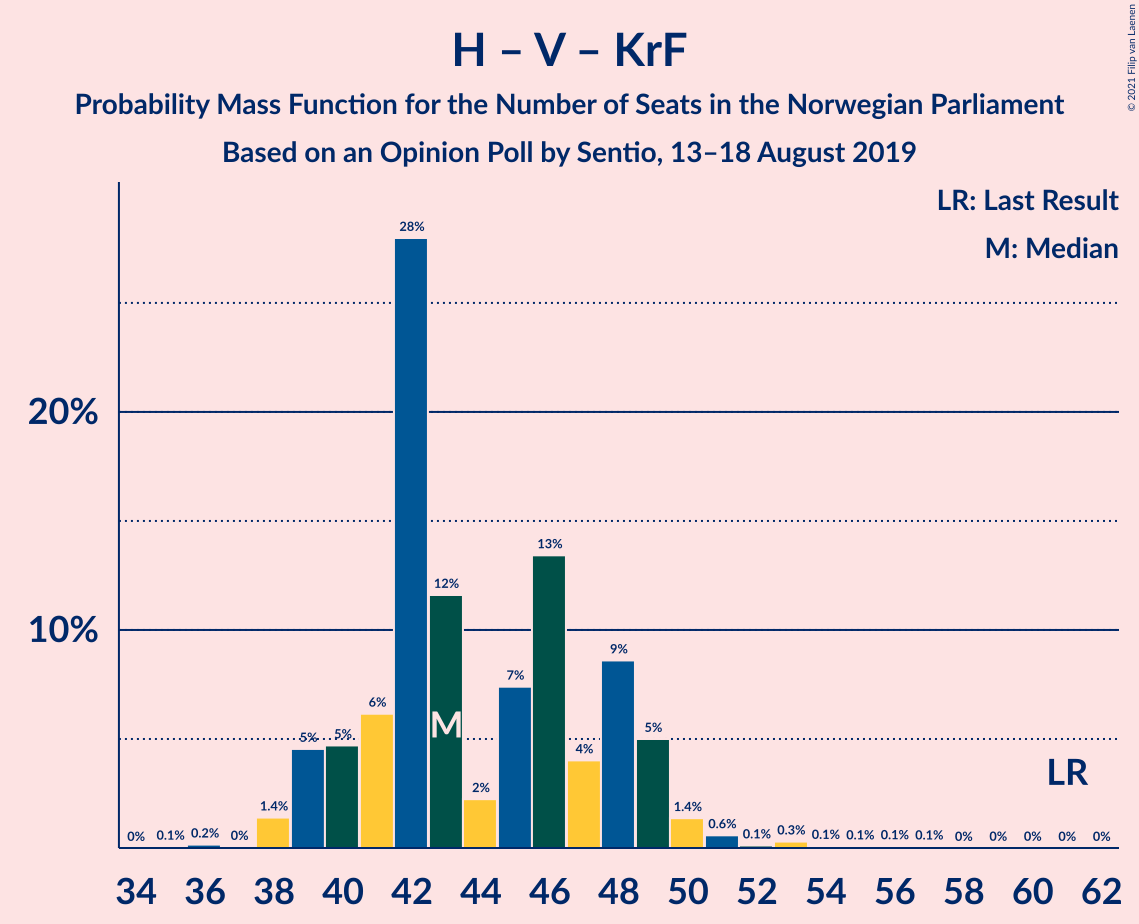 © 2021 Filip van Laenen
H – V – KrF
Probability Mass Function for the Number of Seats in the Norwegian Parliament
Based on an Opinion Poll by Sentio, 13–18 August 2019
LR: Last Result
M: Median
28%
20%
13%
12%
10%
9%
7%
6%
M
5% 5% 4% 5%
LR
1.4% 2% 1.4%
0% 0.1% 0.2% 0% 0.6% 0.1% 0.3% 0.1% 0.1% 0.1% 0.1% 0% 0% 0% 0% 0%
34 36 38 40 42 44 46 48 50 52 54 56 58 60 62